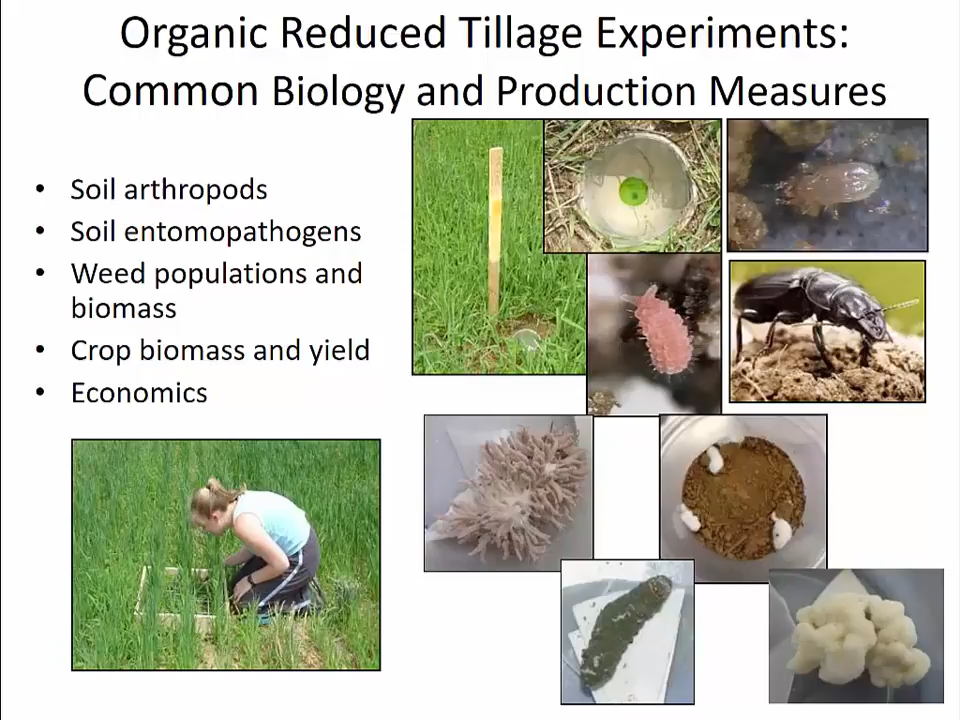 Organic Reduced Tillage Experiments:
Common Biology and Production Measures
• Soil arthropods
• Soil entomopathogens
• Weed populations and
biomass
• Crop biomass and yield
• Economics